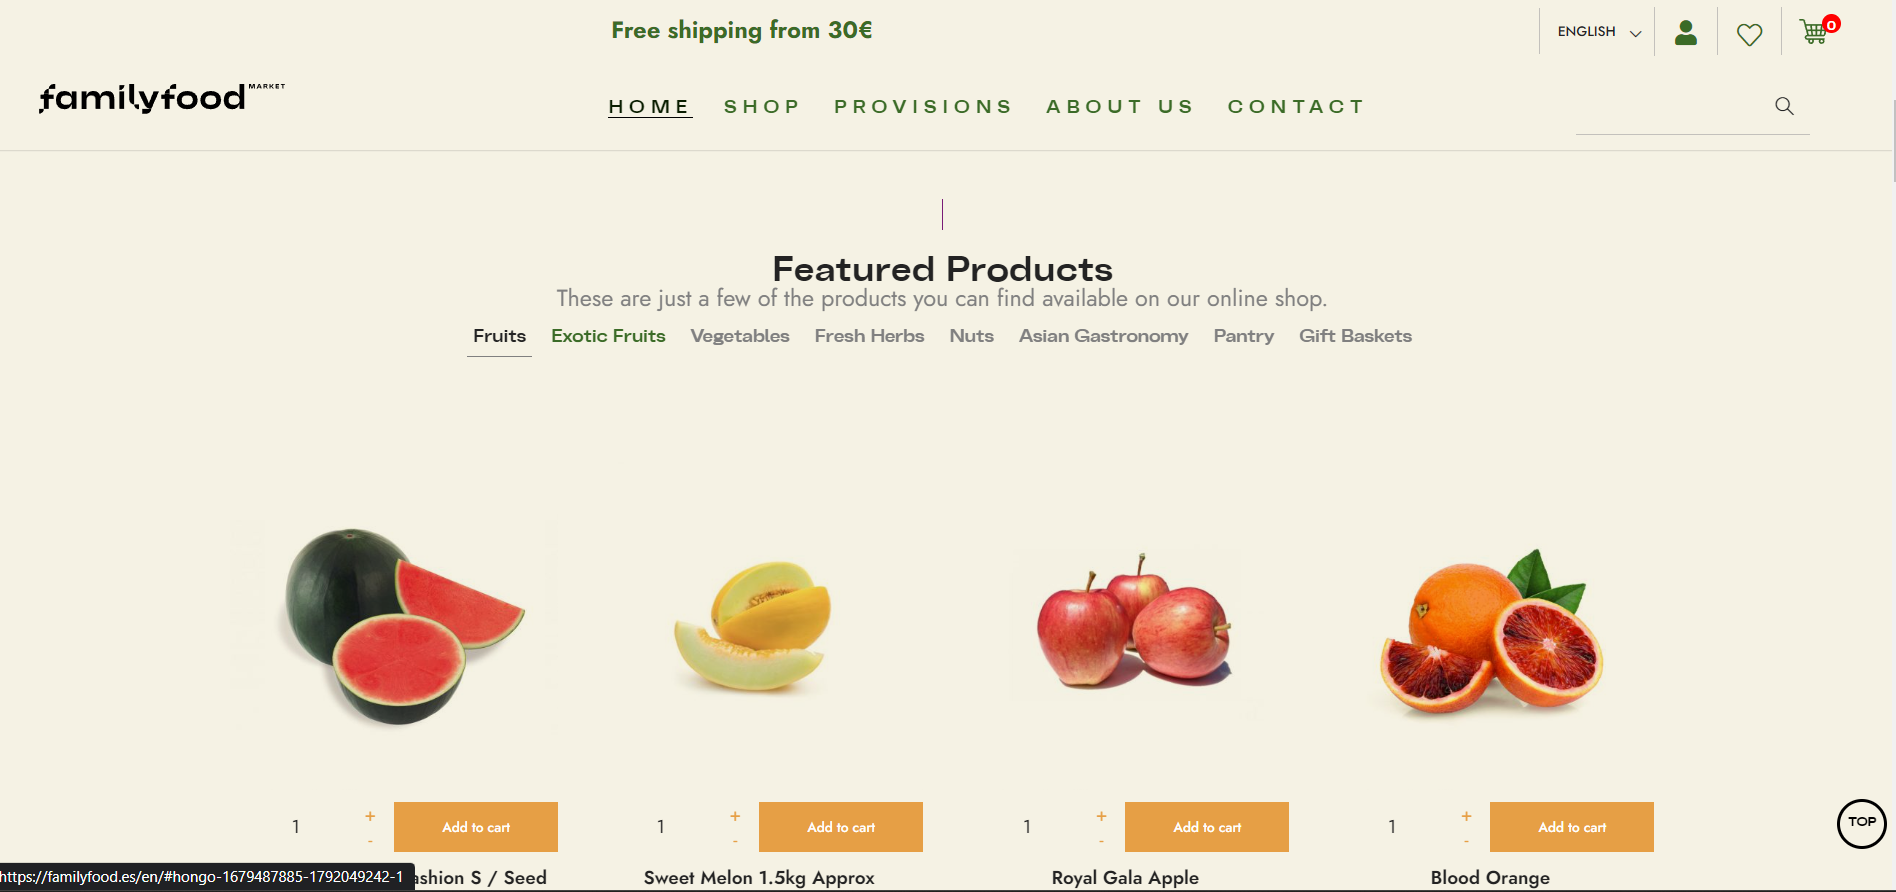 Free shipping from 30€
ENGLISH
0
familyfood MARKET
HOME SHOP PROVISIONS ABOUT US CONTACT
Featured Products
These are just a few of the products you can find available on our online shop.
Fruits Exotic Fruits Vegetables Fresh Herbs Nuts Asian Gastronomy Pantry Gift Baskets
1 + - Add to cart 1 + - Add to cart 1 + - Add to cart 1 + - Add to cart
TOP
ashion S / Seed Sweet Melon 1.5kg Approx Royal Gala Apple Blood Orange
https://familyfood.es/en/#hongo-1679487885-1792049242-1